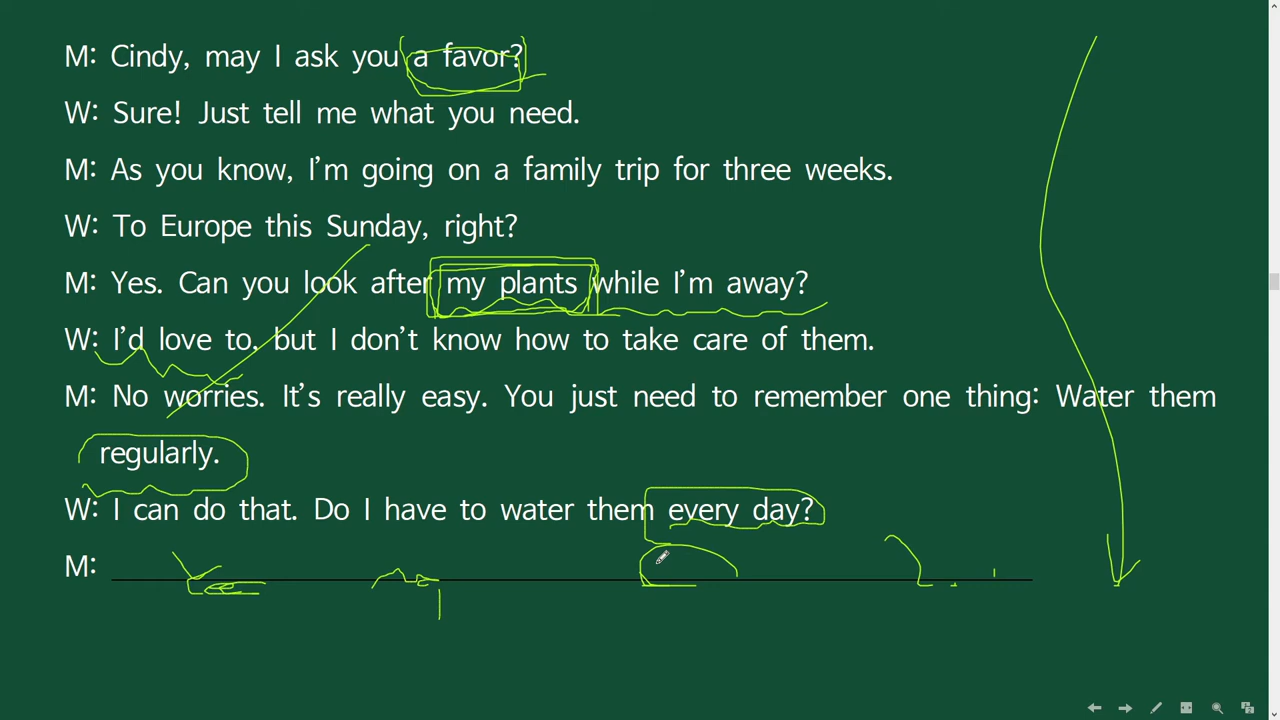 M: Cindy, may I ask you a favor?
W: Sure! Just tell me what you need.
M: As you know, I'm going on a family trip for three weeks.
W: To Europe this Sunday, right?
M: Yes. Can you look after my plants while I'm away?
W: I'd love to, but I don't know how to take care of them.
M: No worries. It's really easy. You just need to remember one thing: Water them
regularly.
W: I can do that. Do I have to water them every day?
M: